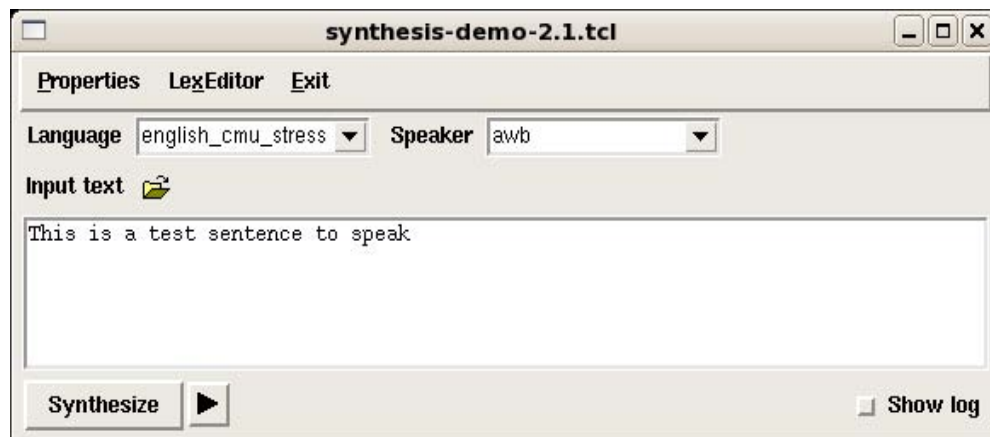 synthesis-demo-2.1.tcl
Properties LexEditor Exit
Language english_cmu_stress Speaker awb
Input text
This is a test sentence to speak
Synthesize Show log